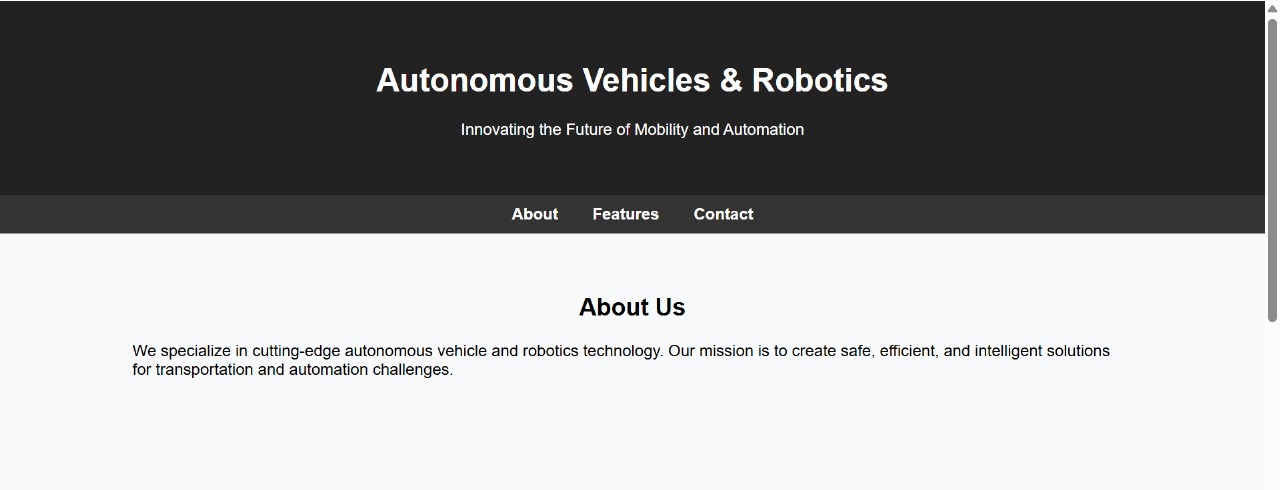 Autonomous Vehicles & Robotics
Innovating the Future of Mobility and Automation
About Features Contact
About Us
We specialize in cutting-edge autonomous vehicle and robotics technology. Our mission is to create safe, efficient, and intelligent solutions
for transportation and automation challenges.